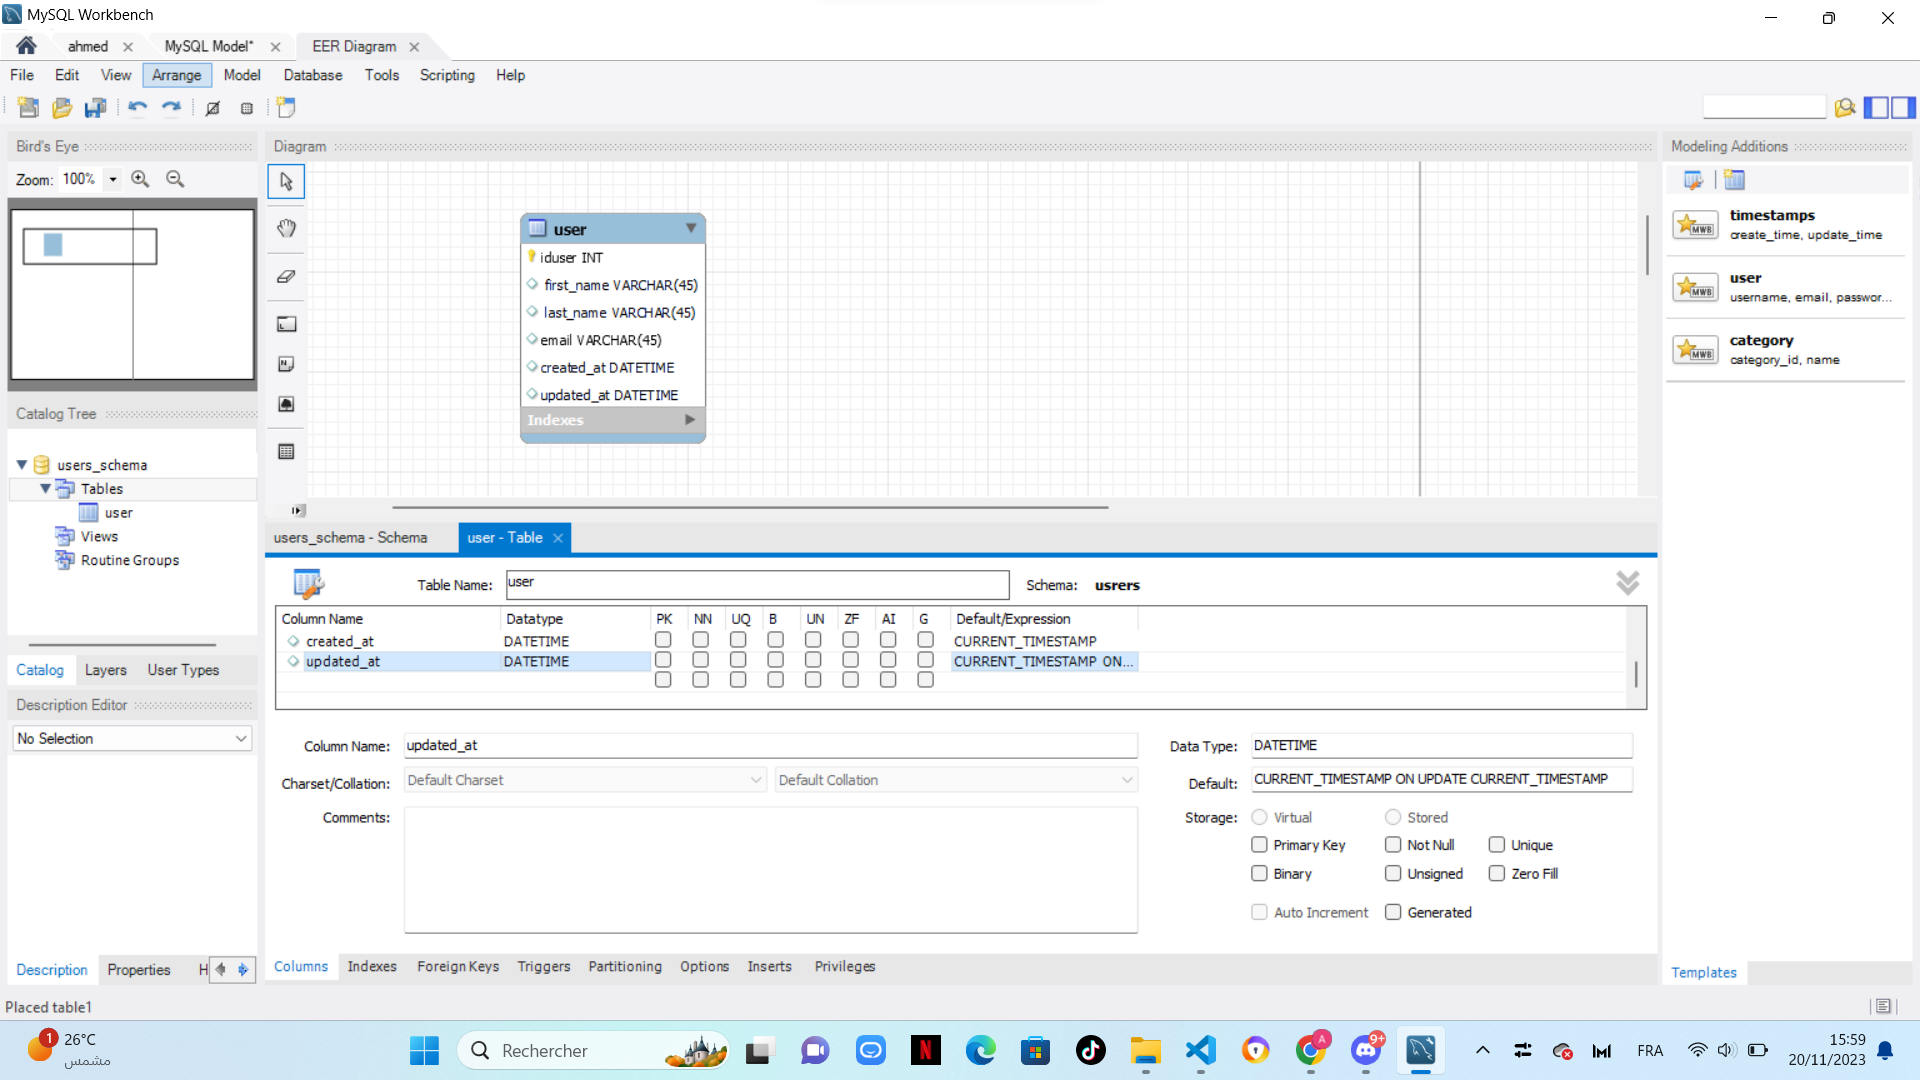 MySQL Workbench
ahmed
MySQL Model*
EER Diagram
File Edit View Arrange Model Database Tools Scripting Help
Bird's Eye
Zoom: 100%
Catalog Tree
users_schema
Tables
user
Views
Routine Groups
Catalog Layers User Types
Description Editor
No Selection
Description Properties H
Diagram
user
iduser INT
first_name VARCHAR(45)
last_name VARCHAR(45)
email VARCHAR(45)
created_at DATETIME
updated_at DATETIME
Indexes
Modeling Additions
MWB
timestamps
create_time, update_time
MWB
user
username, email, passwor...
MWB
category
category_id, name
Templates
users_schema - Schema
user - Table
Table Name: user
Schema: usrers
Column Name Datatype PK NN UQ B UN ZF AI G Default/Expression
created_at DATETIME CURRENT_TIMESTAMP
updated_at DATETIME CURRENT_TIMESTAMP ON...
Column Name: updated_at
Data Type: DATETIME
Charset/Collation: Default Charset Default Collation
Default: CURRENT_TIMESTAMP ON UPDATE CURRENT_TIMESTAMP
Comments:
Storage: Virtual Stored
Primary Key Not Null Unique
Binary Unsigned Zero Fill
Auto Increment Generated
Columns Indexes Foreign Keys Triggers Partitioning Options Inserts Privileges
Placed table1
1
26°C
مشمس
Rechercher
N
A
9+
FRA
15:59
20/11/2023